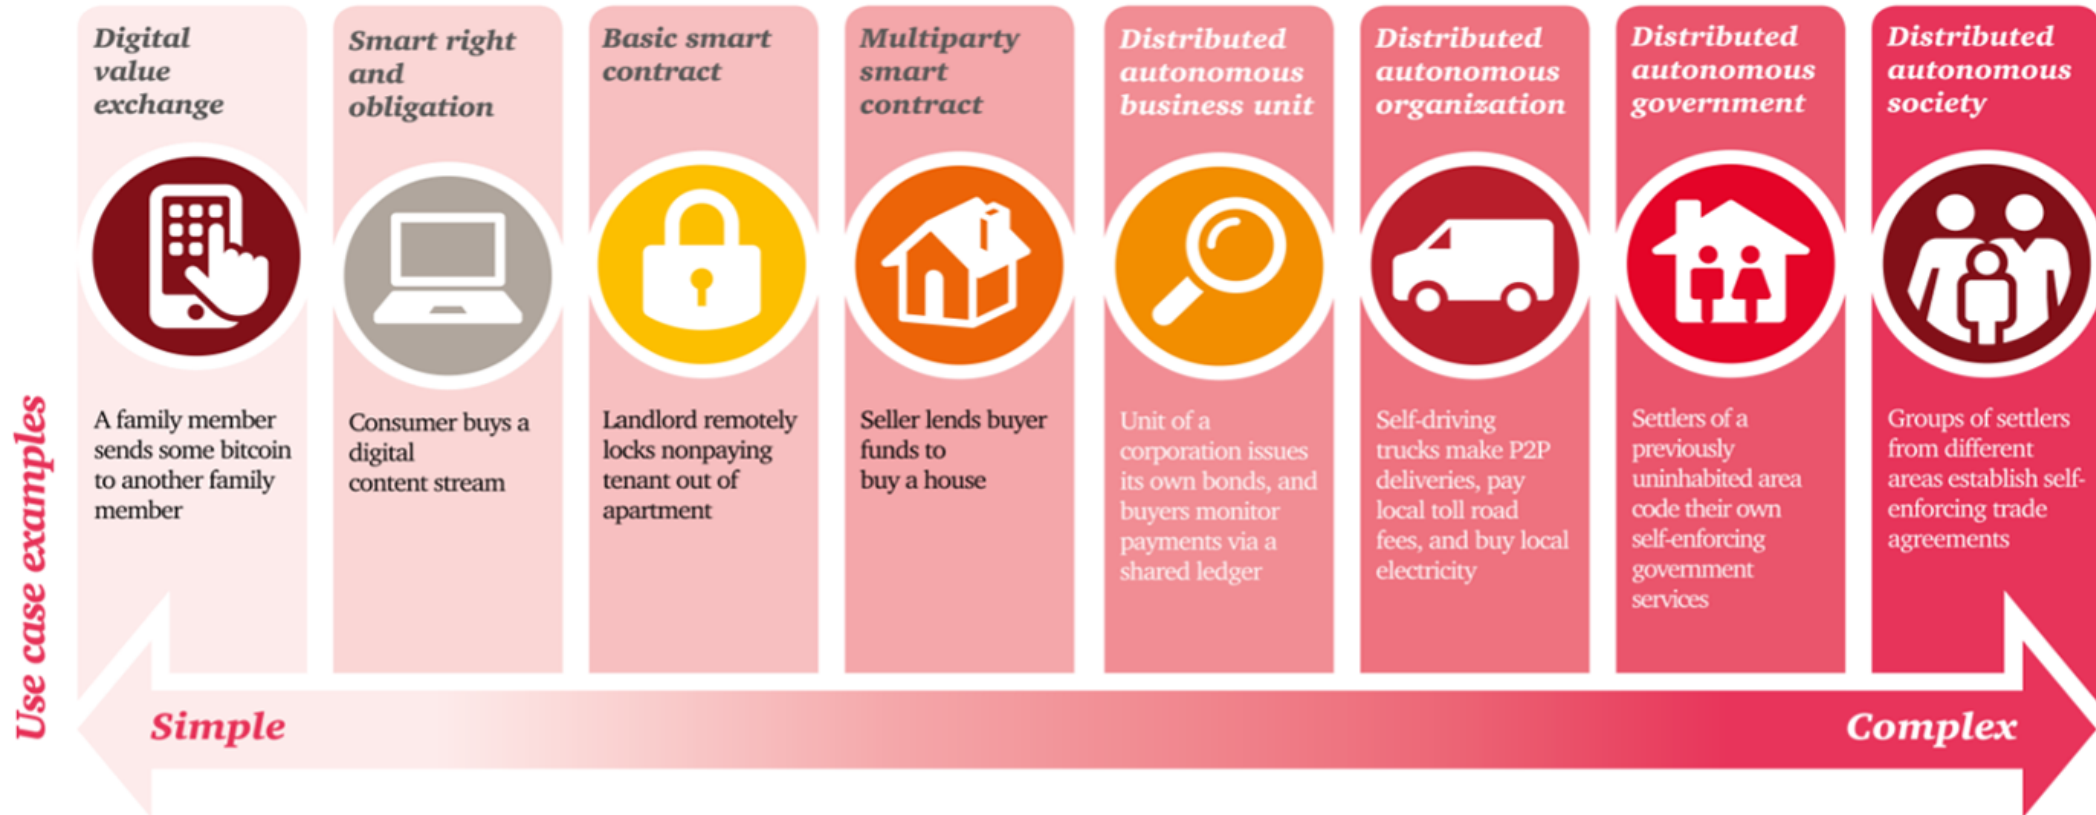 Digital
value
exchange
A family member
sends some bitcoin
to another family
member
Smart right
and
obligation
Consumer buys a
digital
content stream
Basic smart
contract
Landlord remotely
locks nonpaying
tenant out of
apartment
Multiparty
smart
contract
Seller lends buyer
funds to
buy a house
Distributed
autonomous
business unit
Unit of a
corporation issues
its own bonds, and
buyers monitor
payments via a
shared ledger
Distributed
autonomous
organization
Self-driving
trucks make P2P
deliveries, pay
local toll road
fees, and buy local
electricity
Distributed
autonomous
government
Settlers of a
previously
uninhabited area
code their own
self-enforcing
government
services
Distributed
autonomous
society
Groups of settlers
from different
areas establish self-
enforcing trade
agreements
Use case examples
Simple
Complex